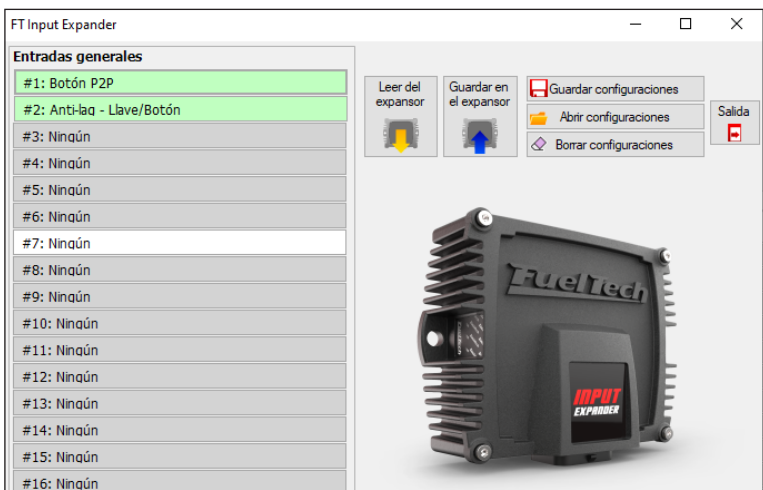 FT Input Expander
Entradas generales
#1: Botón P2P
#2: Anti-lag - Llave/Botón
#3: Ningún
#4: Ningún
#5: Ningún
#6: Ningún
#7: Ningún
#8: Ningún
#9: Ningún
#10: Ningún
#11: Ningún
#12: Ningún
#13: Ningún
#14: Ningún
#15: Ningún
#16: Ningún
Leer del
expansor
Guardar en
el expansor
Guardar configuraciones
Abrir configuraciones
Borrar configuraciones
Salida
FuelTech
INPUT
EXPANDER